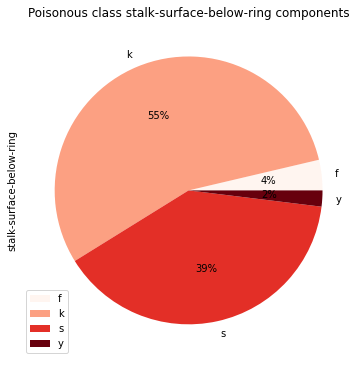 Poisonous class stalk-surface-below-ring components
k
55%
f
4%
y
stalk-surface-below-ring
39%
s
f
k
s
y